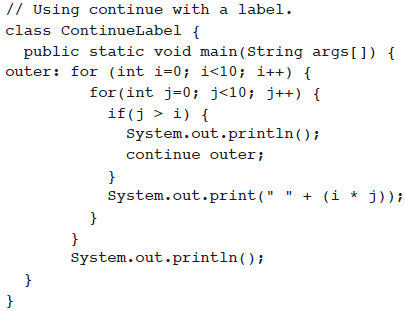 // Using continue with a label.
class ContinueLabel {
  public static void main(String args[]) {
outer: for (int i=0; i<10; i++) {
         for(int j=0; j<10; j++) {
           if(j > i) {
             System.out.println();
             continue outer;
           }
           System.out.print(" " + (i * j));
         }
       }
       System.out.println();
  }
}